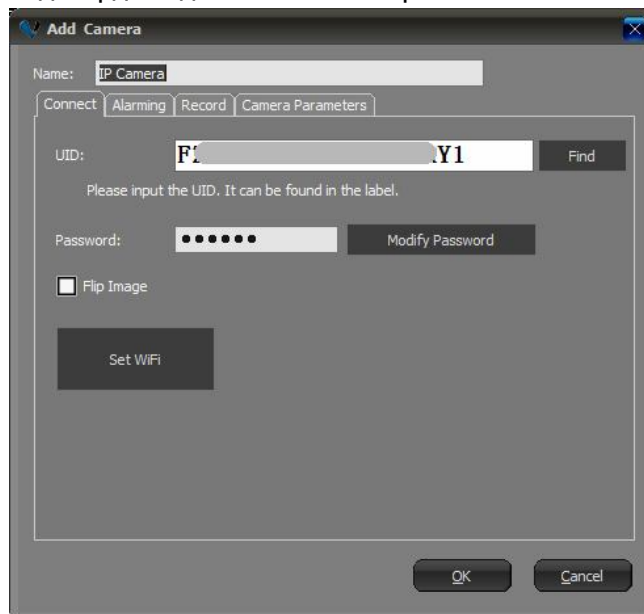 Add Camera
Name: IP Camera
Connect Alarming Record Camera Parameters
UID: F Y1 Find
Please input the UID. It can be found in the label.
Password: ●●●●●● Modify Password
Flip Image
Set WiFi
OK Cancel